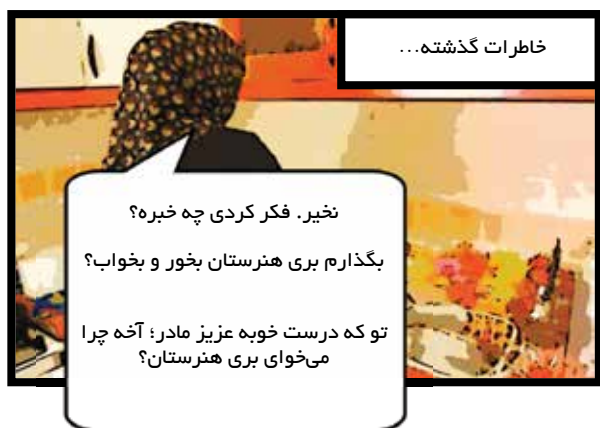 خاطرات گذشته...
نخیر. فکر کردی چه خبره؟
بگذارم بری هنرستان بخور و بخواب؟
تو که درست خوبه عزیز مادر؛ آخه چرا
می‌خوای بری هنرستان؟